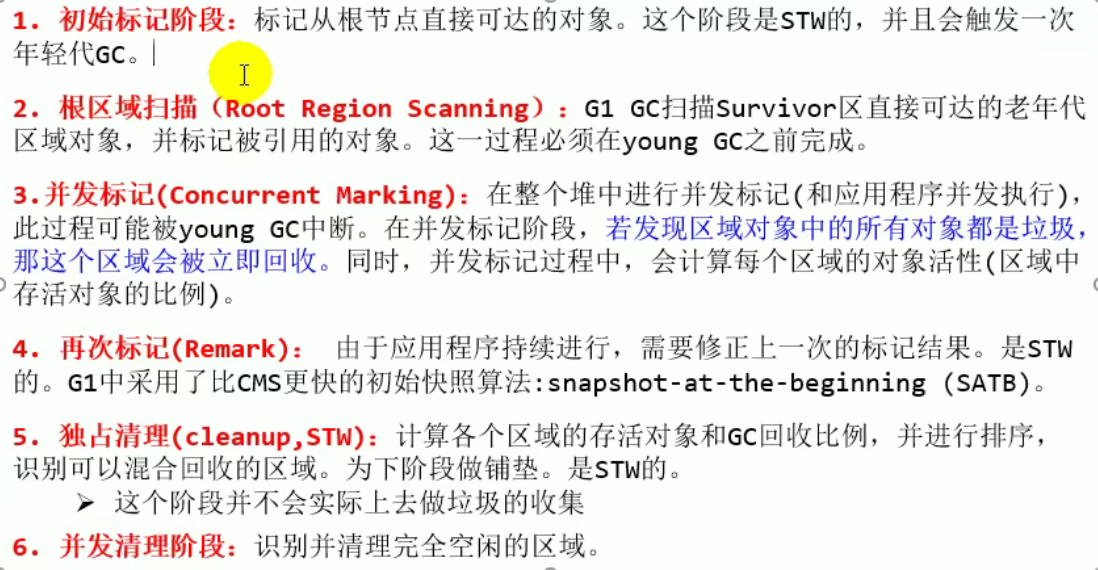 1. 初始标记阶段：标记从根节点直接可达的对象。这个阶段是STW的，并且会触发一次
年轻代GC。
2. 根区域扫描（Root Region Scanning）：G1 GC扫描Survivor区直接可达的老年代
区域对象，并标记被引用的对象。这一过程必须在young GC之前完成。
3.并发标记(Concurrent Marking)：在整个堆中进行并发标记(和应用程序并发执行)，
此过程可能被young GC中断。在并发标记阶段，若发现区域对象中的所有对象都是垃圾，
那这个区域会被立即回收。同时，并发标记过程中，会计算每个区域的对象活性(区域中
存活对象的比例)。
4. 再次标记(Remark)： 由于应用程序持续进行，需要修正上一次的标记结果。是STW
的。G1中采用了比CMS更快的初始快照算法:snapshot-at-the-beginning (SATB)。
5. 独占清理(cleanup,STW)：计算各个区域的存活对象和GC回收比例，并进行排序，
识别可以混合回收的区域。为下阶段做铺垫。是STW的。
➢ 这个阶段并不会实际上去做垃圾的收集
6. 并发清理阶段：识别并清理完全空闲的区域。